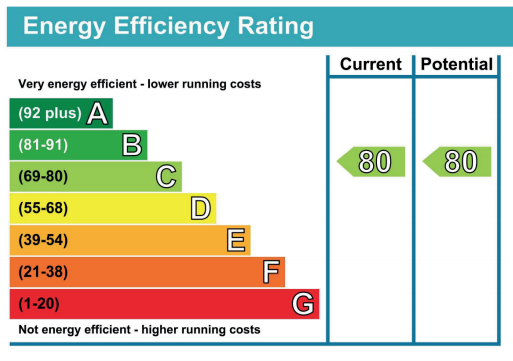 Energy Efficiency Rating
Current Potential
Very energy efficient - lower running costs
(92 plus) A
(81-91) B
(69-80) C
80 80
(55-68) D
(39-54) E
(21-38) F
(1-20) G
Not energy efficient - higher running costs